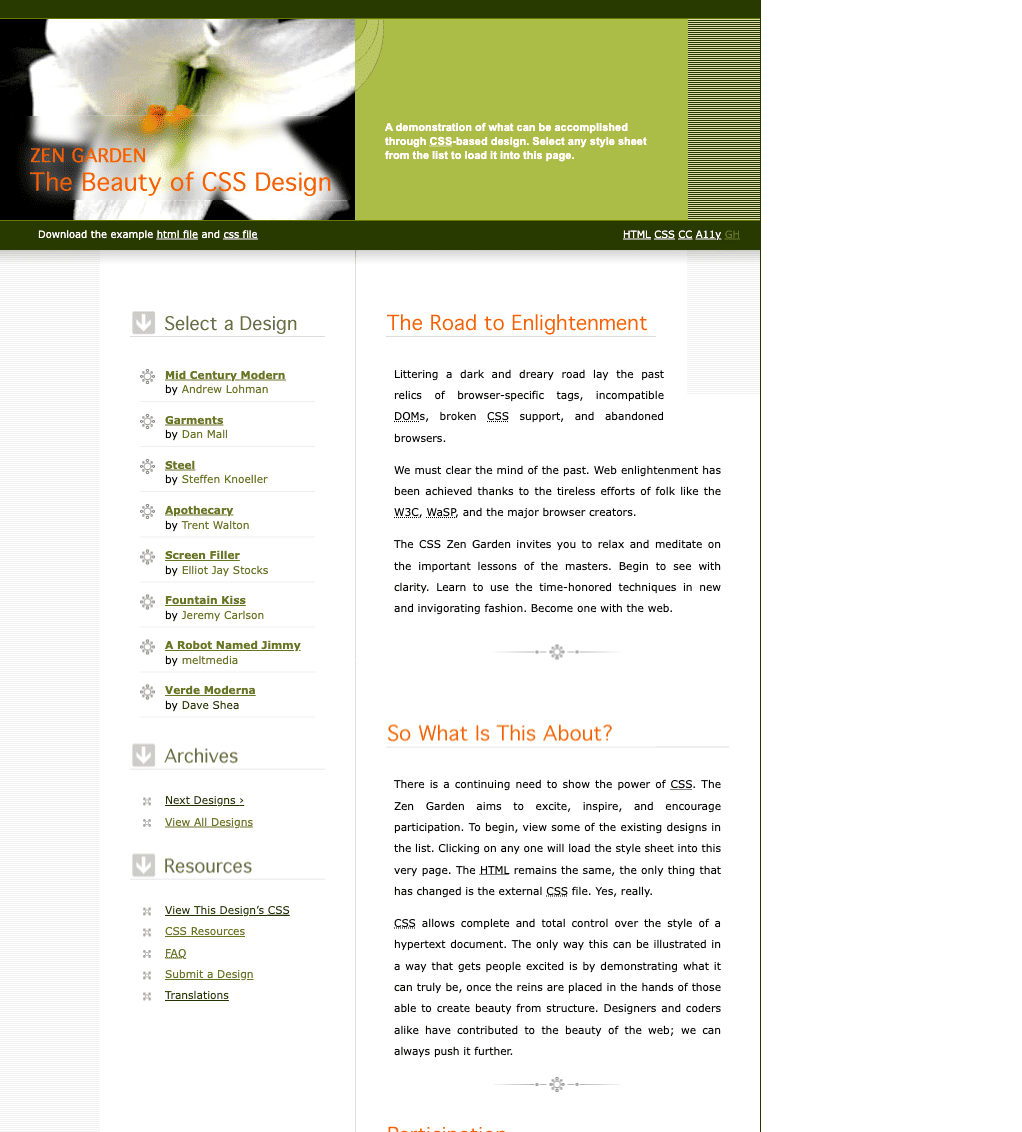 ZEN GARDEN
The Beauty of CSS Design
A demonstration of what can be accomplished
through CSS-based design. Select any style sheet
from the list to load it into this page.
Download the example html file and css file
HTML CSS CC A11y GH
Select a Design
Mid Century Modern
by Andrew Lohman
Garments
by Dan Mall
Steel
by Steffen Knoeller
Apothecary
by Trent Walton
Screen Filler
by Elliot Jay Stocks
Fountain Kiss
by Jeremy Carlson
A Robot Named Jimmy
by meltmedia
Verde Moderna
by Dave Shea
Archives
Next Designs ›
View All Designs
Resources
View This Design’s CSS
CSS Resources
FAQ
Submit a Design
Translations
The Road to Enlightenment
Littering a dark and dreary road lay the past
relics of browser-specific tags, incompatible
DOMs, broken CSS support, and abandoned
browsers.
We must clear the mind of the past. Web enlightenment has
been achieved thanks to the tireless efforts of folk like the
W3C, WaSP, and the major browser creators.
The CSS Zen Garden invites you to relax and meditate on
the important lessons of the masters. Begin to see with
clarity. Learn to use the time-honored techniques in new
and invigorating fashion. Become one with the web.
So What Is This About?
There is a continuing need to show the power of CSS. The
Zen Garden aims to excite, inspire, and encourage
participation. To begin, view some of the existing designs in
the list. Clicking on any one will load the style sheet into this
very page. The HTML remains the same, the only thing that
has changed is the external CSS file. Yes, really.
CSS allows complete and total control over the style of a
hypertext document. The only way this can be illustrated in
a way that gets people excited is by demonstrating what it
can truly be, once the reins are placed in the hands of those
able to create beauty from structure. Designers and coders
alike have contributed to the beauty of the web; we can
always push it further.
Participation